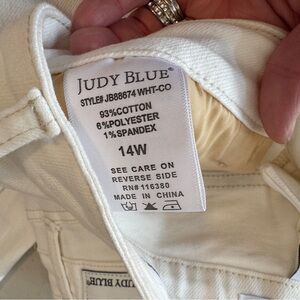 JUDY BLUE®
STYLE# JB88674 WHT-CO
93%COTTON
6%POLYESTER
1%SPANDEX
14W
SEE CARE ON
REVERSE SIDE
RN# 116380
MADE IN CHINA
JUDY BLUE®